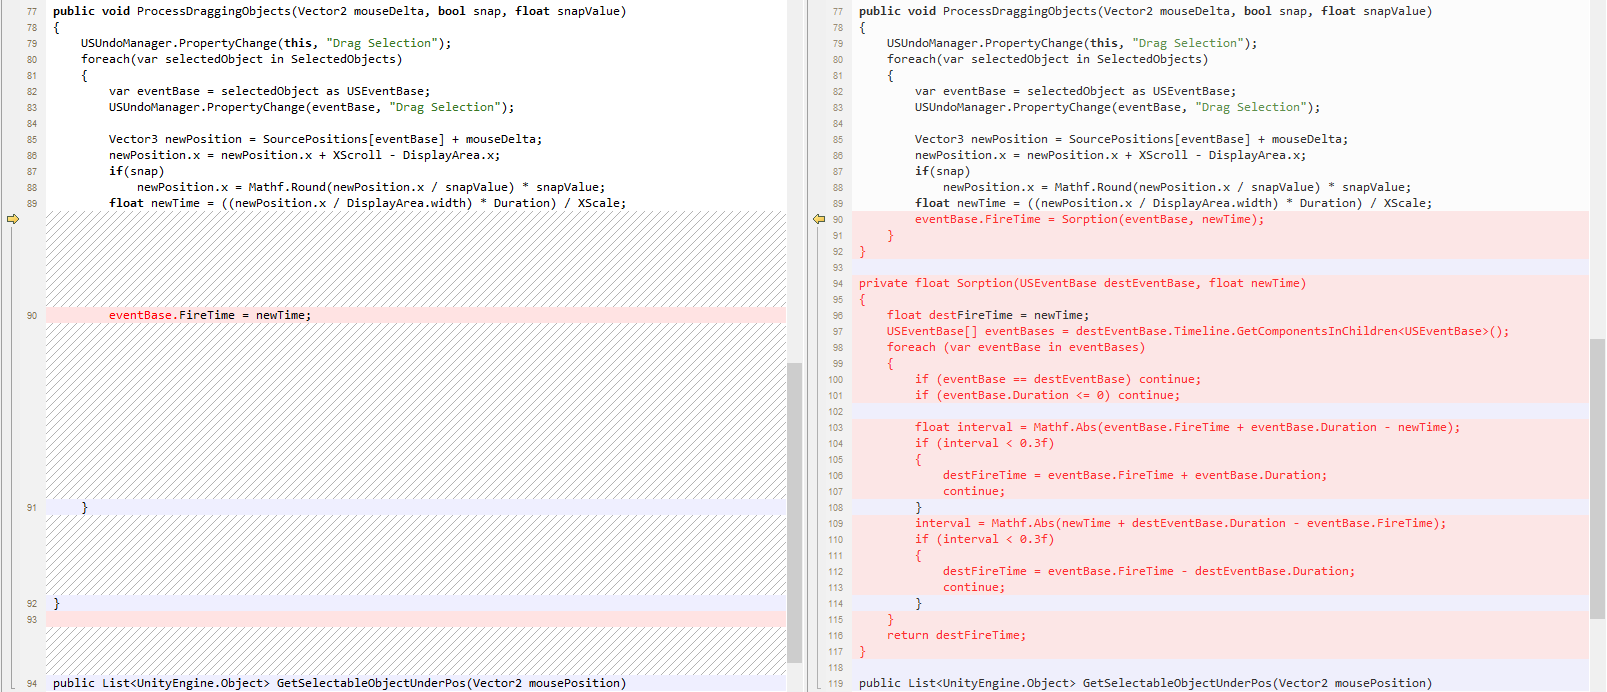 77 public void ProcessDraggingObjects(Vector2 mouseDelta, bool snap, float snapValue)
78 {
79 USUndoManager.PropertyChange(this, "Drag Selection");
80 foreach(var selectedObject in SelectedObjects)
81 {
82 var eventBase = selectedObject as USEventBase;
83 USUndoManager.PropertyChange(eventBase, "Drag Selection");
84
85 Vector3 newPosition = SourcePositions[eventBase] + mouseDelta;
86 newPosition.x = newPosition.x + XScroll - DisplayArea.x;
87 if(snap)
88 newPosition.x = Mathf.Round(newPosition.x / snapValue) * snapValue;
89 float newTime = ((newPosition.x / DisplayArea.width) * Duration) / XScale;
90 eventBase.FireTime = newTime;
91 }
92 }
93
94 public List<UnityEngine.Object> GetSelectableObjectUnderPos(Vector2 mousePosition)
77 public void ProcessDraggingObjects(Vector2 mouseDelta, bool snap, float snapValue)
78 {
79 USUndoManager.PropertyChange(this, "Drag Selection");
80 foreach(var selectedObject in SelectedObjects)
81 {
82 var eventBase = selectedObject as USEventBase;
83 USUndoManager.PropertyChange(eventBase, "Drag Selection");
84
85 Vector3 newPosition = SourcePositions[eventBase] + mouseDelta;
86 newPosition.x = newPosition.x + XScroll - DisplayArea.x;
87 if(snap)
88 newPosition.x = Mathf.Round(newPosition.x / snapValue) * snapValue;
89 float newTime = ((newPosition.x / DisplayArea.width) * Duration) / XScale;
90 eventBase.FireTime = Sorption(eventBase, newTime);
91 }
92 }
93
94 private float Sorption(USEventBase destEventBase, float newTime)
95 {
96 float destFireTime = newTime;
97 USEventBase[] eventBases = destEventBase.Timeline.GetComponentsInChildren<USEventBase>();
98 foreach (var eventBase in eventBases)
99 {
100 if (eventBase == destEventBase) continue;
101 if (eventBase.Duration <= 0) continue;
102
103 float interval = Mathf.Abs(eventBase.FireTime + eventBase.Duration - newTime);
104 if (interval < 0.3f)
105 {
106 destFireTime = eventBase.FireTime + eventBase.Duration;
107 continue;
108 }
109 interval = Mathf.Abs(newTime + destEventBase.Duration - eventBase.FireTime);
110 if (interval < 0.3f)
111 {
112 destFireTime = eventBase.FireTime - destEventBase.Duration;
113 continue;
114 }
115 }
116 return destFireTime;
117 }
118
119 public List<UnityEngine.Object> GetSelectableObjectUnderPos(Vector2 mousePosition)